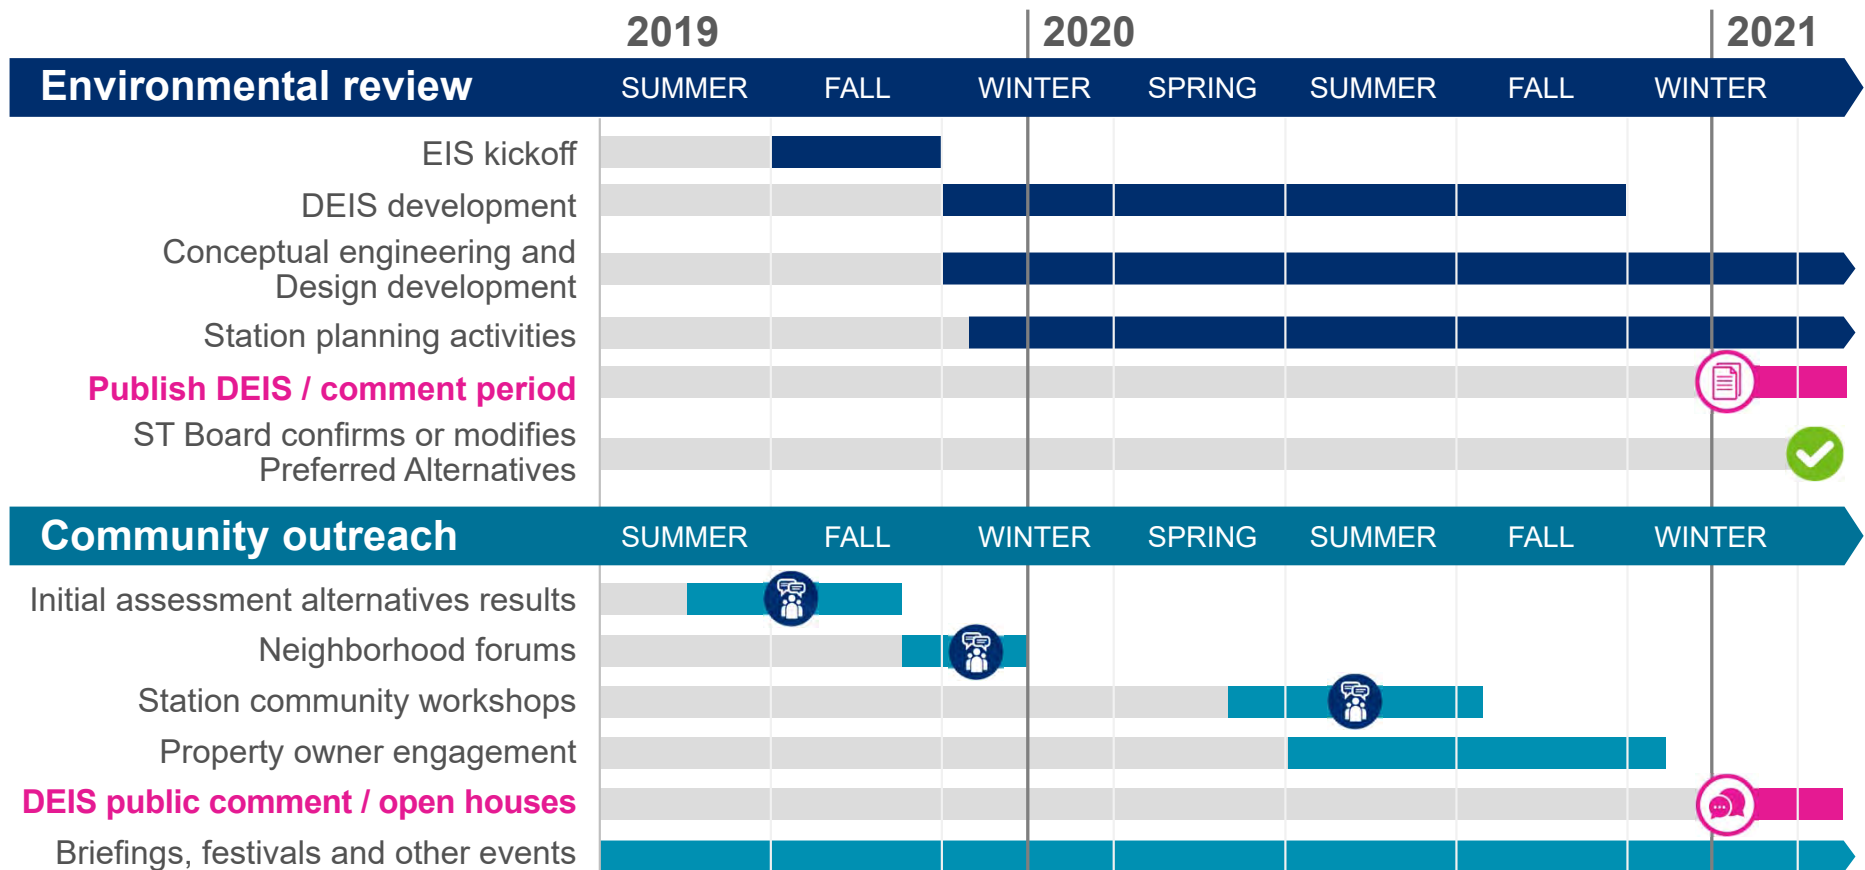 2019 2020 2021
Environmental review SUMMER FALL WINTER SPRING SUMMER FALL WINTER
EIS kickoff
DEIS development
Conceptual engineering and
Design development
Station planning activities
Publish DEIS / comment period
ST Board confirms or modifies
Preferred Alternatives
Community outreach SUMMER FALL WINTER SPRING SUMMER FALL WINTER
Initial assessment alternatives results
Neighborhood forums
Station community workshops
Property owner engagement
DEIS public comment / open houses
Briefings, festivals and other events